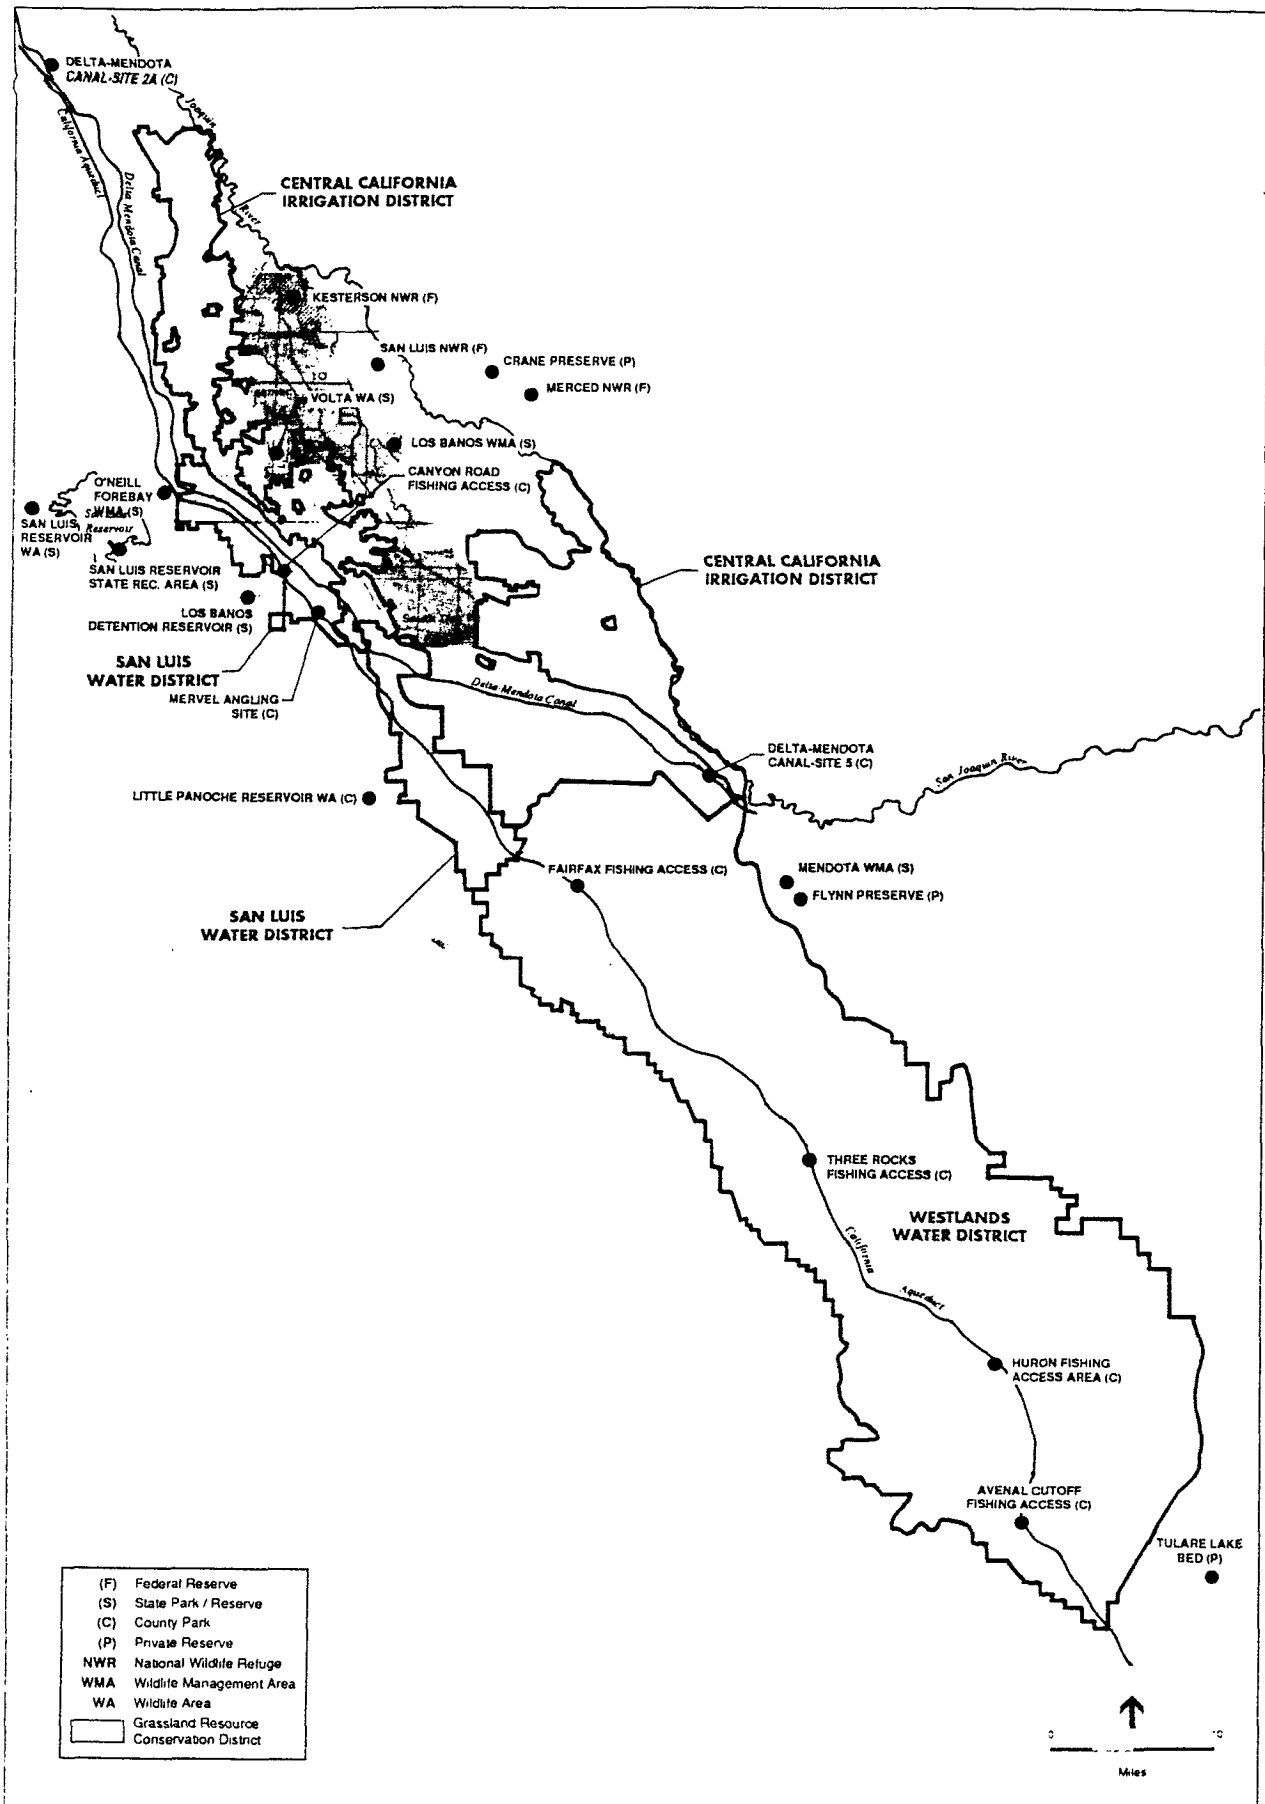 DELTA-MENDOTA
CANAL-SITE 2A (C)
Joaquin
California Aqueduct
Delta Mendota Canal
CENTRAL CALIFORNIA
IRRIGATION DISTRICT
River
KESTERSON NWR (F)
SAN LUIS NWR (F)
CRANE PRESERVE (P)
MERCED NWR (F)
VOLTA WA (S)
LOS BANOS WMA (S)
CANYON ROAD
FISHING ACCESS (C)
O'NEILL
FOREBAY
WMA (S)
SAN LUIS
RESERVOIR
WA (S)
Reservoir
SAN LUIS RESERVOIR
STATE REC. AREA (S)
CENTRAL CALIFORNIA
IRRIGATION DISTRICT
LOS BANOS
DETENTION RESERVOIR (S)
SAN LUIS
WATER DISTRICT
MERVEL ANGLING
SITE (C)
Delta-Mendota Canal
DELTA-MENDOTA
CANAL-SITE 5 (C)
San Joaquin River
LITTLE PANOCHE RESERVOIR WA (C)
FAIRFAX FISHING ACCESS (C)
MENDOTA WMA (S)
FLYNN PRESERVE (P)
SAN LUIS
WATER DISTRICT
THREE ROCKS
FISHING ACCESS (C)
WESTLANDS
WATER DISTRICT
California
Aqueduct
HURON FISHING
ACCESS AREA (C)
AVENAL CUTOFF
FISHING ACCESS (C)
TULARE LAKE
BED (P)
(F) Federal Reserve
(S) State Park / Reserve
(C) County Park
(P) Private Reserve
NWR National Wildlife Refuge
WMA Wildlife Management Area
WA Wildlife Area
Grassland Resource
Conservation District
0
Miles